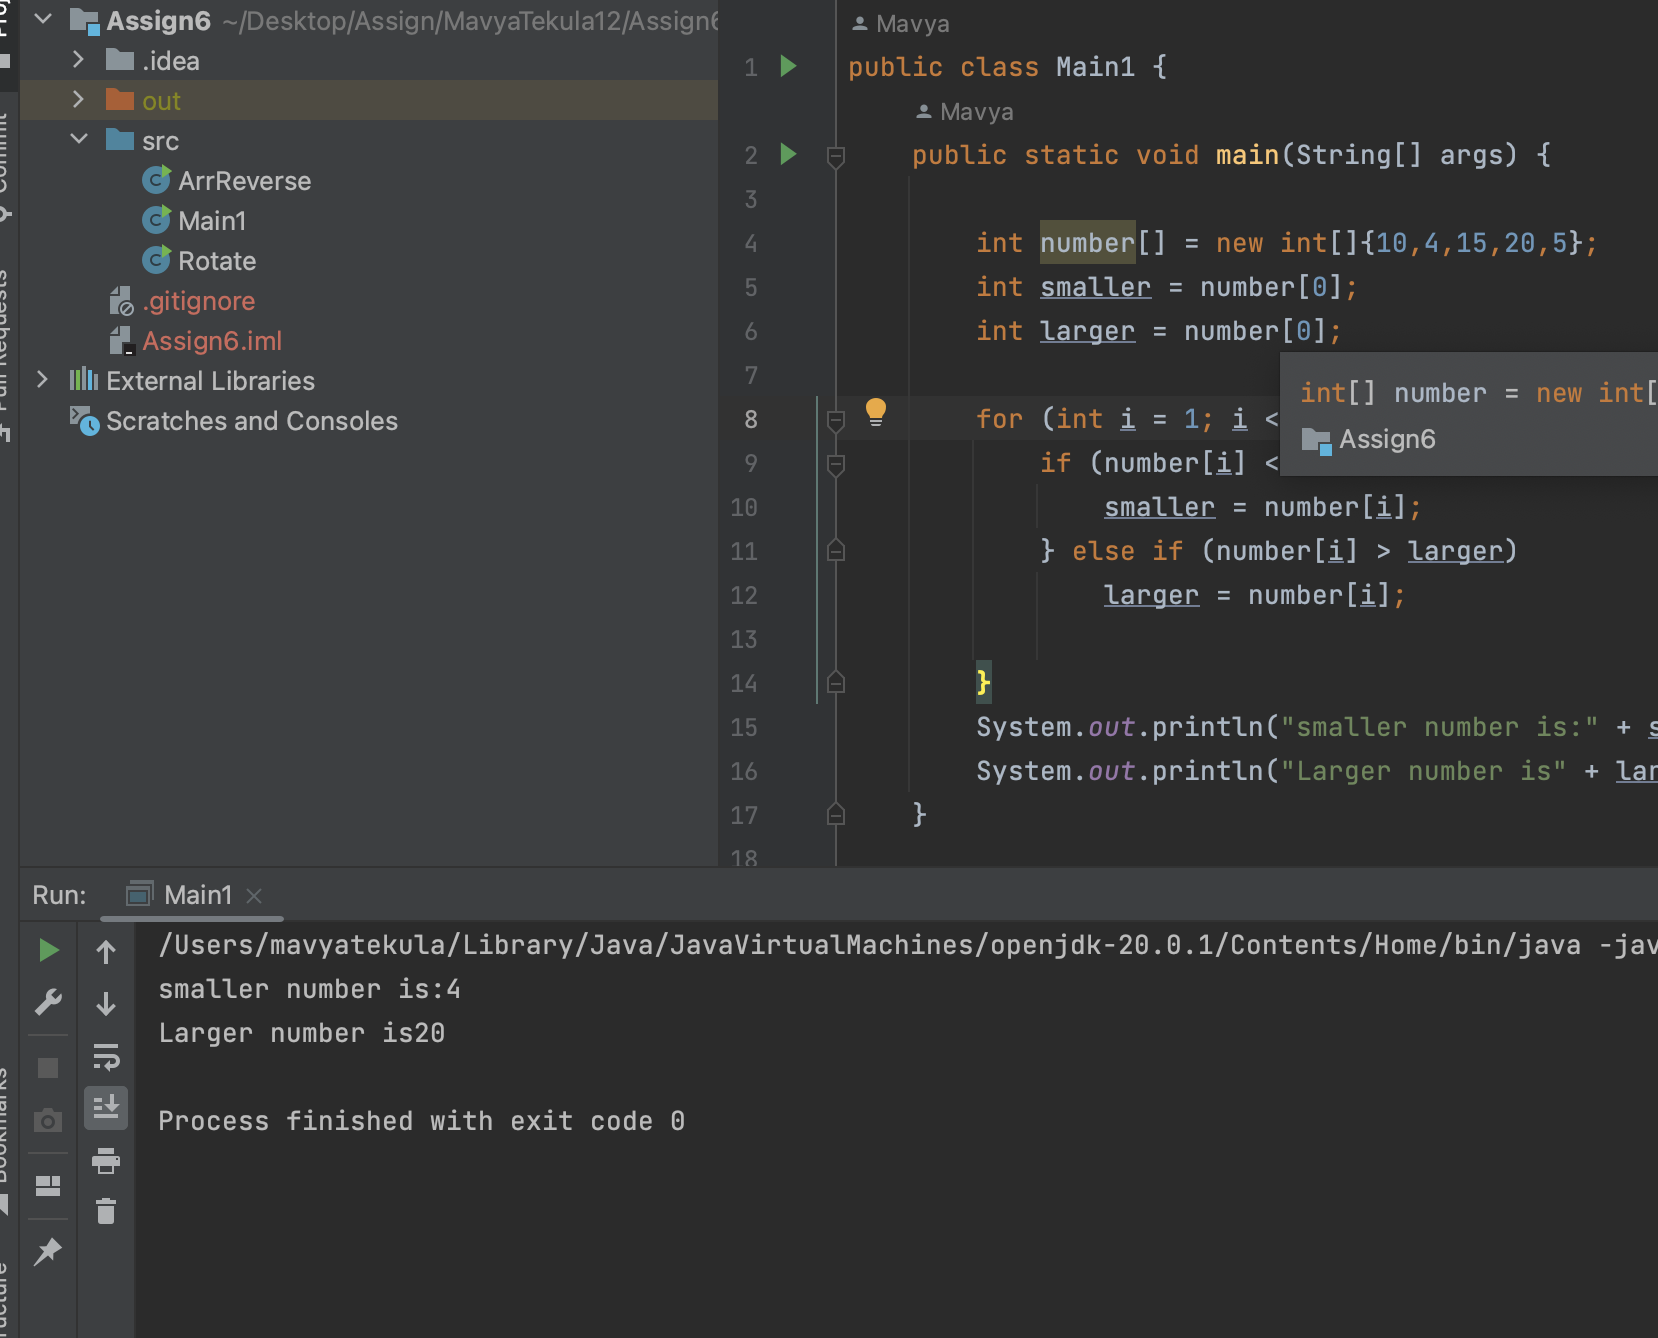 Assign6 ~/Desktop/Assign/MavyaTekula12/Assign6
.idea
out
src
ArrReverse
Main1
Rotate
.gitignore
Assign6.iml
External Libraries
Scratches and Consoles
Commit
Pull Requests
Bookmarks
Mavya
1 public class Main1 {
Mavya
2 public static void main(String[] args) {
3
4 int number[] = new int[]{10,4,15,20,5};
5 int smaller = number[0];
6 int larger = number[0];
7
8 for (int i = 1; i <
9 if (number[i] <
10 smaller = number[i];
11 } else if (number[i] > larger)
12 larger = number[i];
13
14 }
15 System.out.println("smaller number is:" + s
16 System.out.println("Larger number is" + lar
17 }
18
int[] number = new int[
Assign6
Run: Main1
/Users/mavyatekula/Library/Java/JavaVirtualMachines/openjdk-20.0.1/Contents/Home/bin/java -jav
smaller number is:4
Larger number is20
Process finished with exit code 0